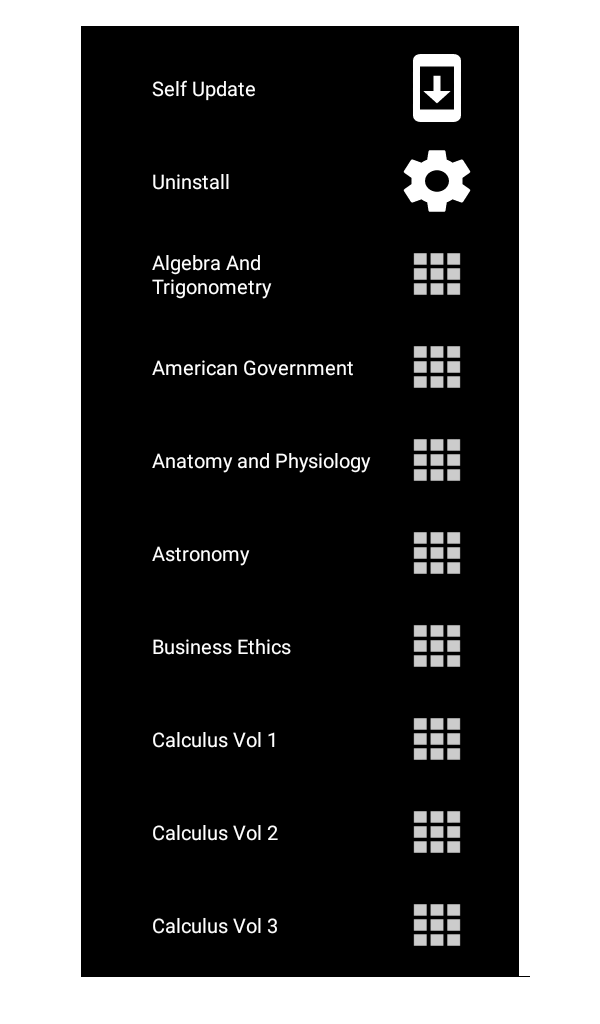 Self Update
Uninstall
Algebra And
Trigonometry
American Government
Anatomy and Physiology
Astronomy
Business Ethics
Calculus Vol 1
Calculus Vol 2
Calculus Vol 3